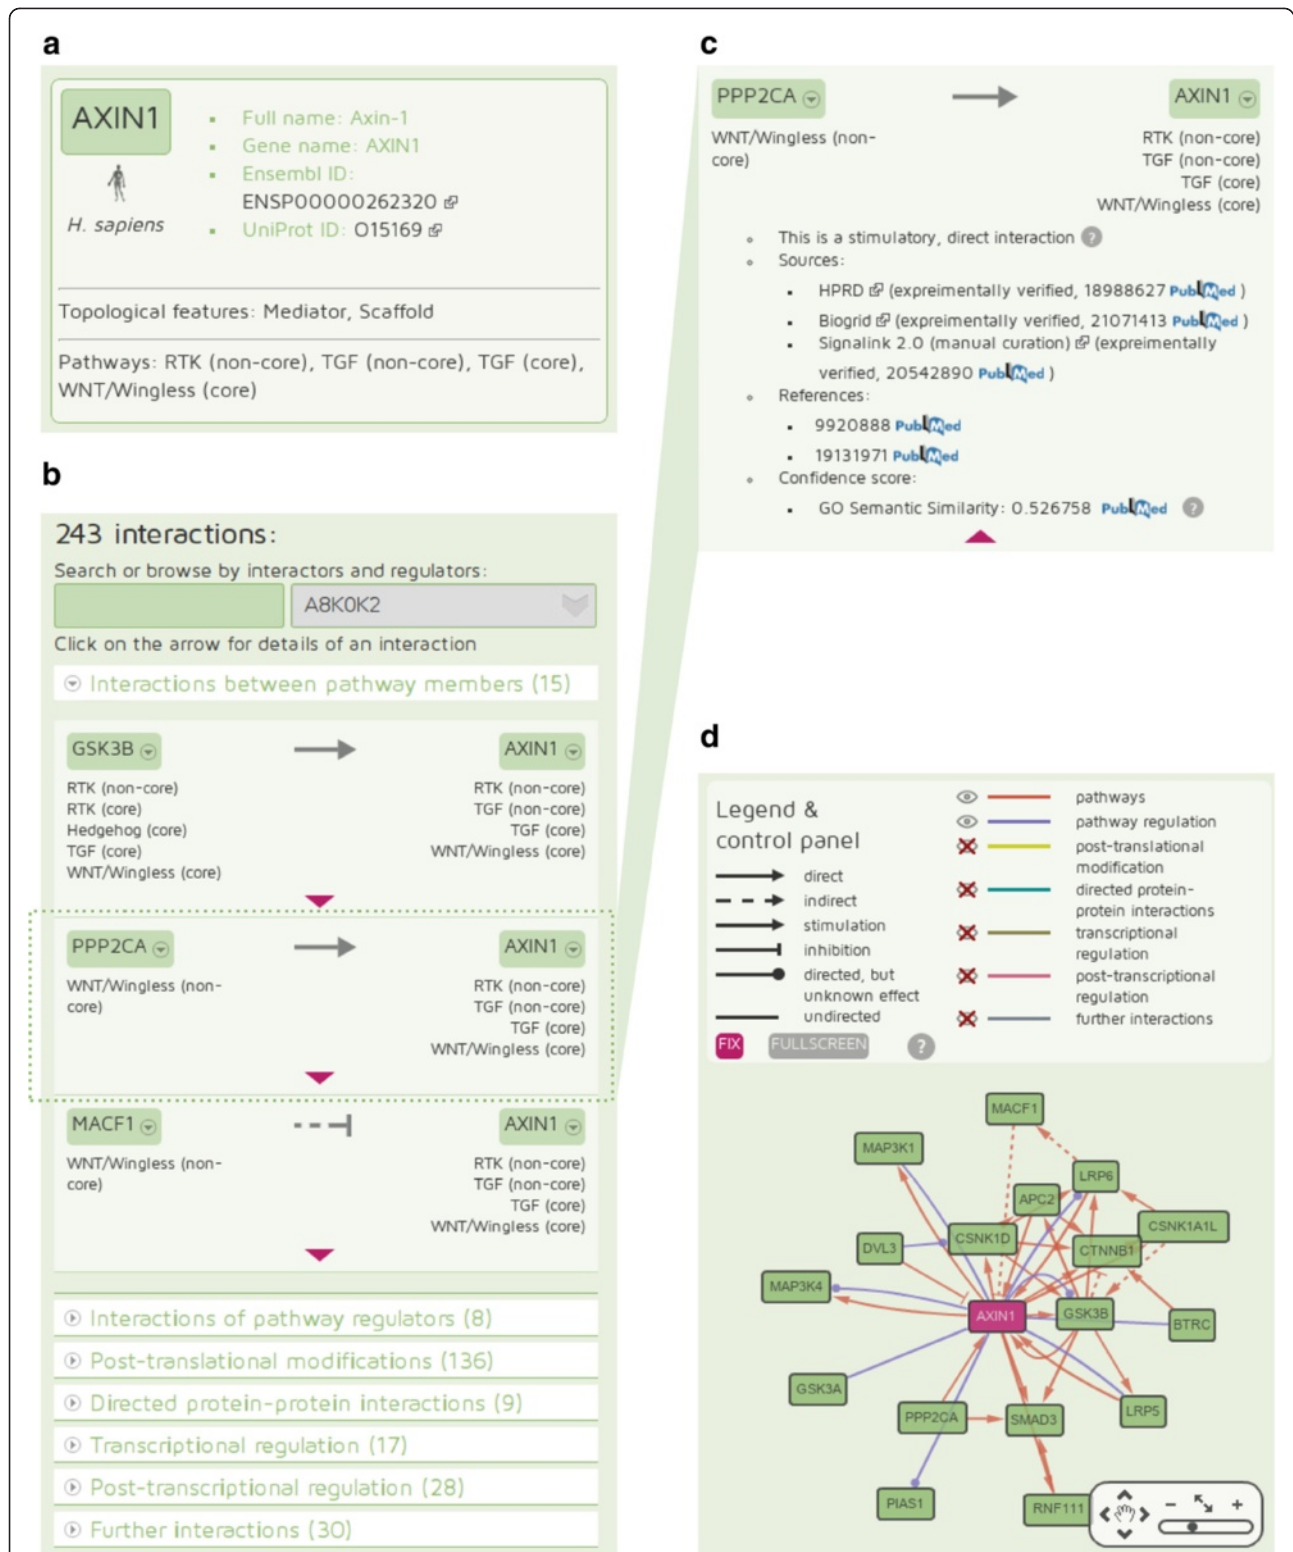 a
AXIN1
H. sapiens
Full name: Axin-1
Gene name: AXIN1
Ensembl ID:
ENSP00000262320
UniProt ID: O15169
Topological features: Mediator, Scaffold
Pathways: RTK (non-core), TGF (non-core), TGF (core),
WNT/Wingless (core)
b
243 interactions:
Search or browse by interactors and regulators:
A8K0K2
Click on the arrow for details of an interaction
Interactions between pathway members (15)
GSK3B
AXIN1
RTK (non-core)
RTK (core)
Hedgehog (core)
TGF (core)
WNT/Wingless (core)
RTK (non-core)
TGF (non-core)
TGF (core)
WNT/Wingless (core)
PPP2CA
AXIN1
WNT/Wingless (non-
core)
RTK (non-core)
TGF (non-core)
TGF (core)
WNT/Wingless (core)
MACF1
AXIN1
WNT/Wingless (non-
core)
RTK (non-core)
TGF (non-core)
TGF (core)
WNT/Wingless (core)
Interactions of pathway regulators (8)
Post-translational modifications (136)
Directed protein-protein interactions (9)
Transcriptional regulation (17)
Post-transcriptional regulation (28)
Further interactions (30)
c
PPP2CA
AXIN1
WNT/Wingless (non-
core)
RTK (non-core)
TGF (non-core)
TGF (core)
WNT/Wingless (core)
This is a stimulatory, direct interaction ?
Sources:
HPRD (expreimentally verified, 18988627 PubMed )
Biogrid (expreimentally verified, 21071413 PubMed )
Signalink 2.0 (manual curation) (expreimentally
verified, 20542890 PubMed )
References:
9920888 PubMed
19131971 PubMed
Confidence score:
GO Semantic Similarity: 0.526758 PubMed ?
d
Legend &
control panel
direct
indirect
stimulation
inhibition
directed, but
unknown effect
undirected
FIX
FULLSCREEN
?
pathways
pathway regulation
post-translational
modification
directed protein-
protein interactions
transcriptional
regulation
post-transcriptional
regulation
further interactions
MACF1
MAP3K1
LRP6
APC2
CSNK1A1L
CSNK1D
DVL3
CTNNB1
MAP3K4
AXIN1
GSK3B
BTRC
GSK3A
LRP5
PPP2CA
SMAD3
PIAS1
RNF111